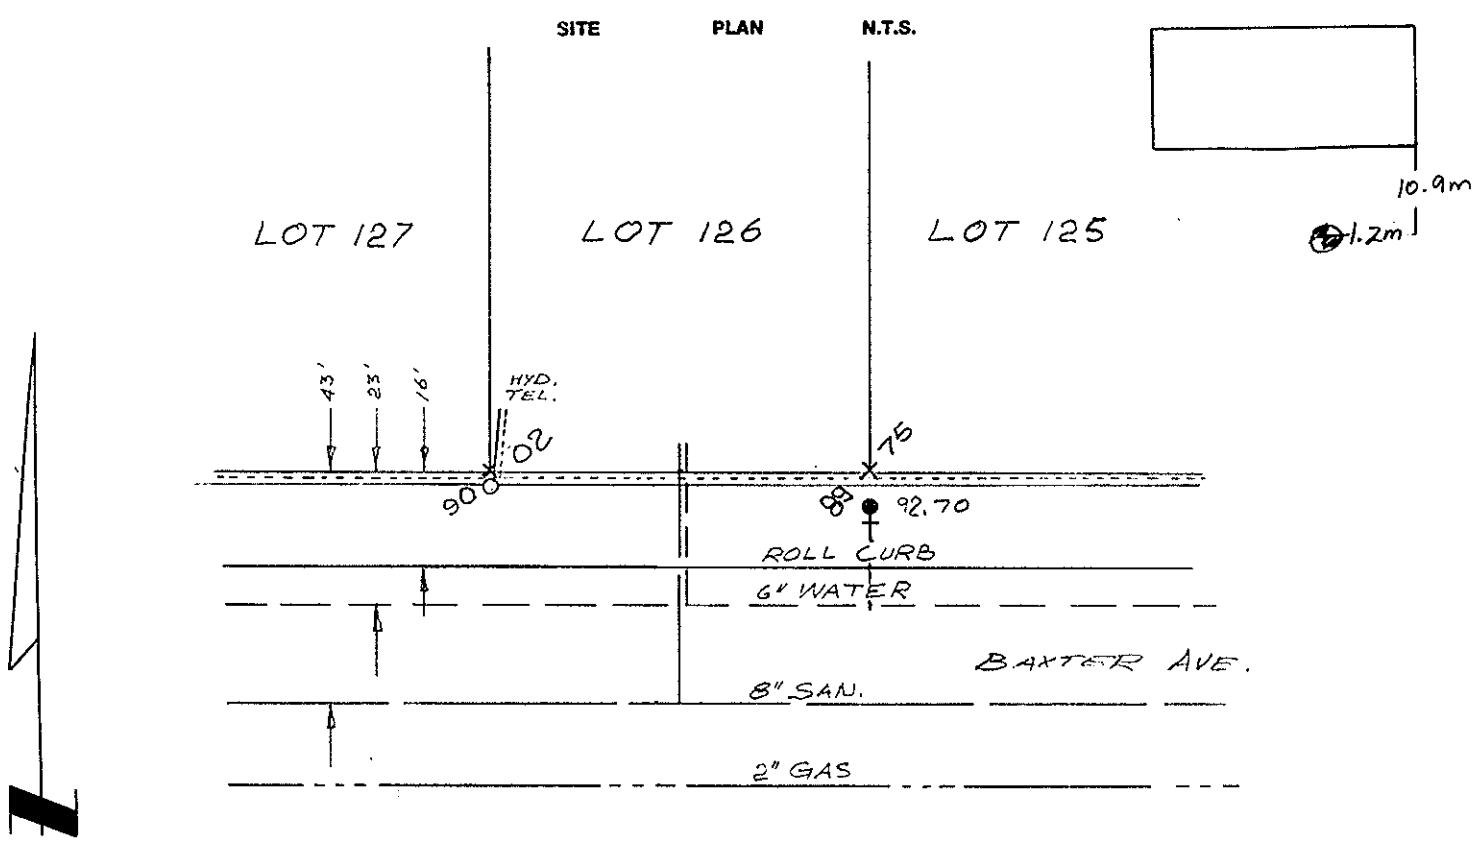 SITE PLAN N.T.S.
10.9m
LOT 127
LOT 126
LOT 125
1.2m
43'
23'
16'
HYD.
TEL.
02
75
90
89
92.70
ROLL CURB
6" WATER
BAXTER AVE.
8" SAN.
2" GAS